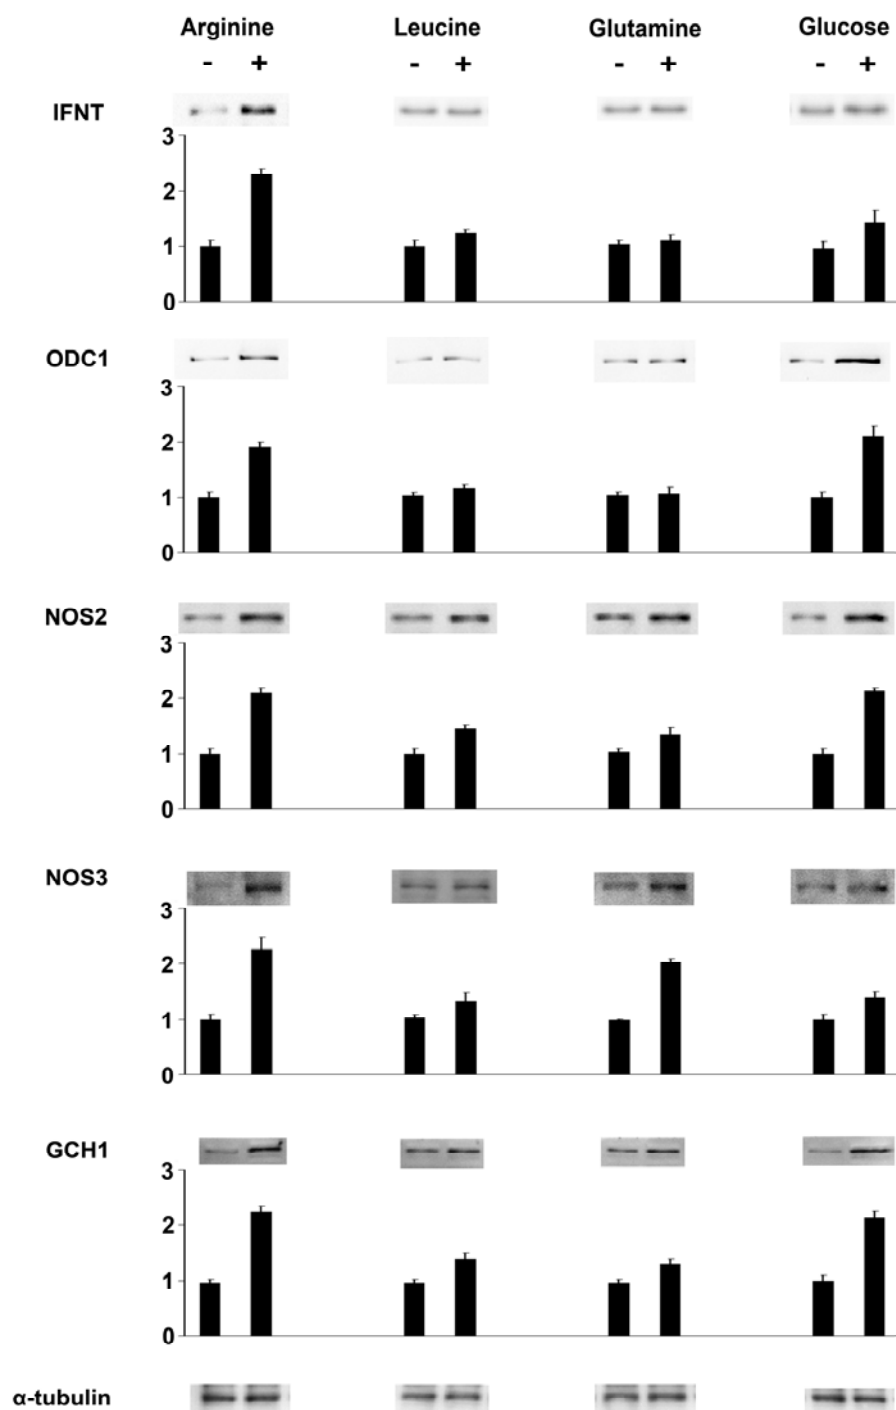 Arginine Leucine Glutamine Glucose
- + - + - + - +
IFNT
3
2
1
0
ODC1
3
2
1
0
NOS2
3
2
1
0
NOS3
3
2
1
0
GCH1
3
2
1
0
α-tubulin